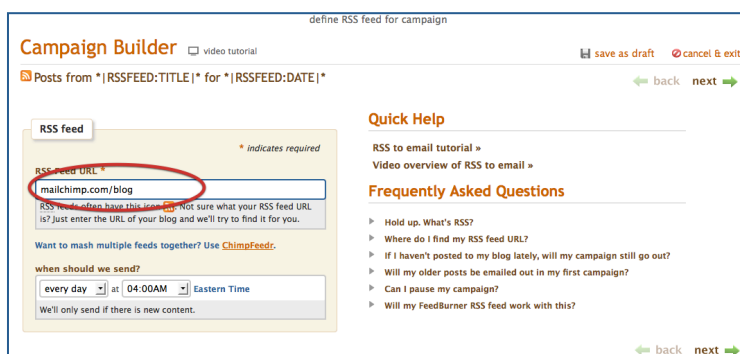 define RSS feed for campaign
Campaign Builder video tutorial
save as draft cancel & exit
Posts from *|RSSFEED:TITLE|* for *|RSSFEED:DATE|*
back next
RSS feed
* indicates required
RSS Feed URL *
mailchimp.com/blog
RSS feeds often have this icon . Not sure what your RSS feed URL
is? Just enter the URL of your blog and we'll try to find it for you.
Want to mash multiple feeds together? Use ChimpFeedr.
when should we send?
every day at 04:00AM Eastern Time
We'll only send if there is new content.
Quick Help
RSS to email tutorial »
Video overview of RSS to email »
Frequently Asked Questions
Hold up. What's RSS?
Where do I find my RSS feed URL?
If I haven't posted to my blog lately, will my campaign still go out?
Will my older posts be emailed out in my first campaign?
Can I pause my campaign?
Will my FeedBurner RSS feed work with this?
back next